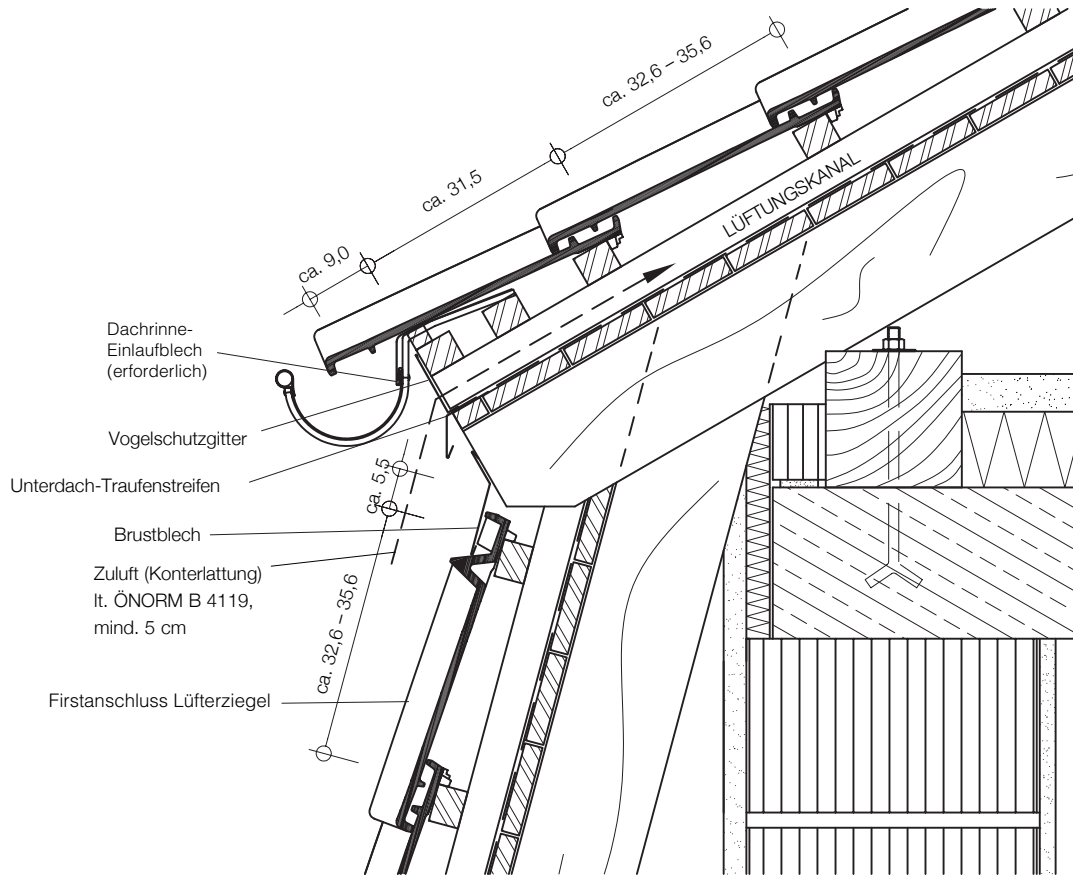 ca. 32,6 – 35,6
ca. 31,5
ca. 9,0
LÜFTUNGSKANAL
Dachrinne-
Einlaufblech
(erforderlich)
Vogelschutzgitter
Unterdach-Traufenstreifen
ca. 5,5
Brustblech
Zuluft (Konterlattung)
lt. ÖNORM B 4119,
mind. 5 cm
ca. 32,6 – 35,6
Firstanschluss Lüfterziegel